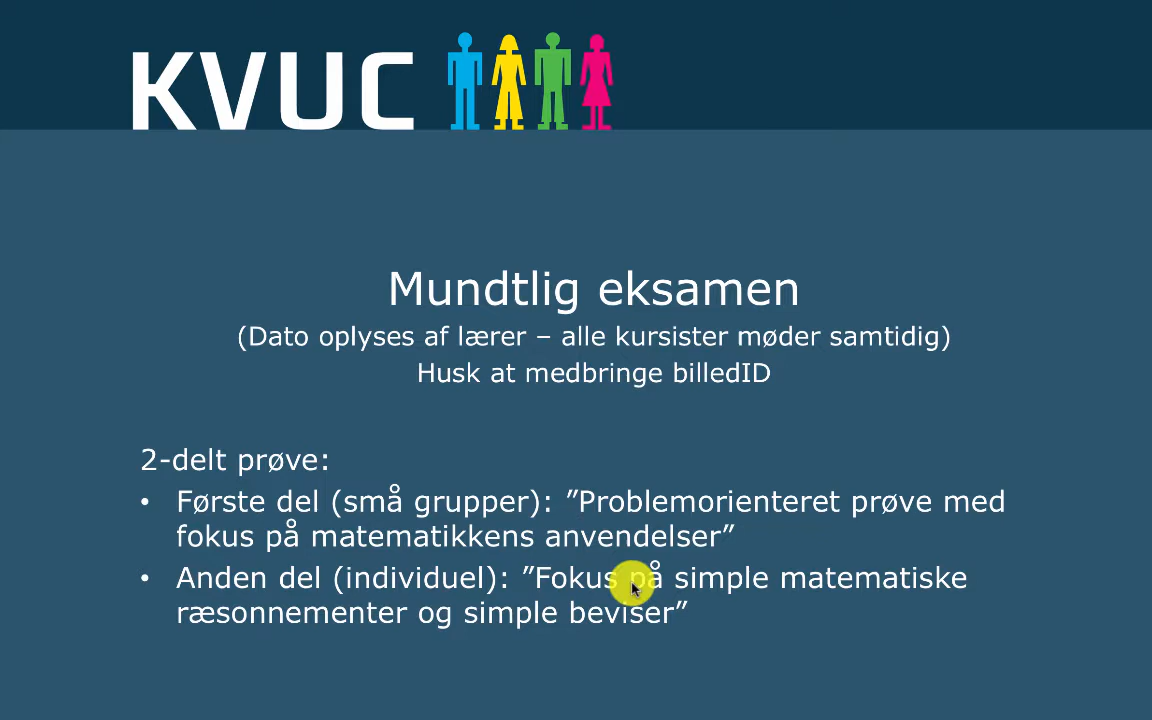 KVUC
Mundtlig eksamen
(Dato oplyses af lærer – alle kursister møder samtidig)
Husk at medbringe billedID
2-delt prøve:
• Første del (små grupper): ”Problemorienteret prøve med
fokus på matematikkens anvendelser”
• Anden del (individuel): ”Fokus på simple matematiske
ræsonnementer og simple beviser”